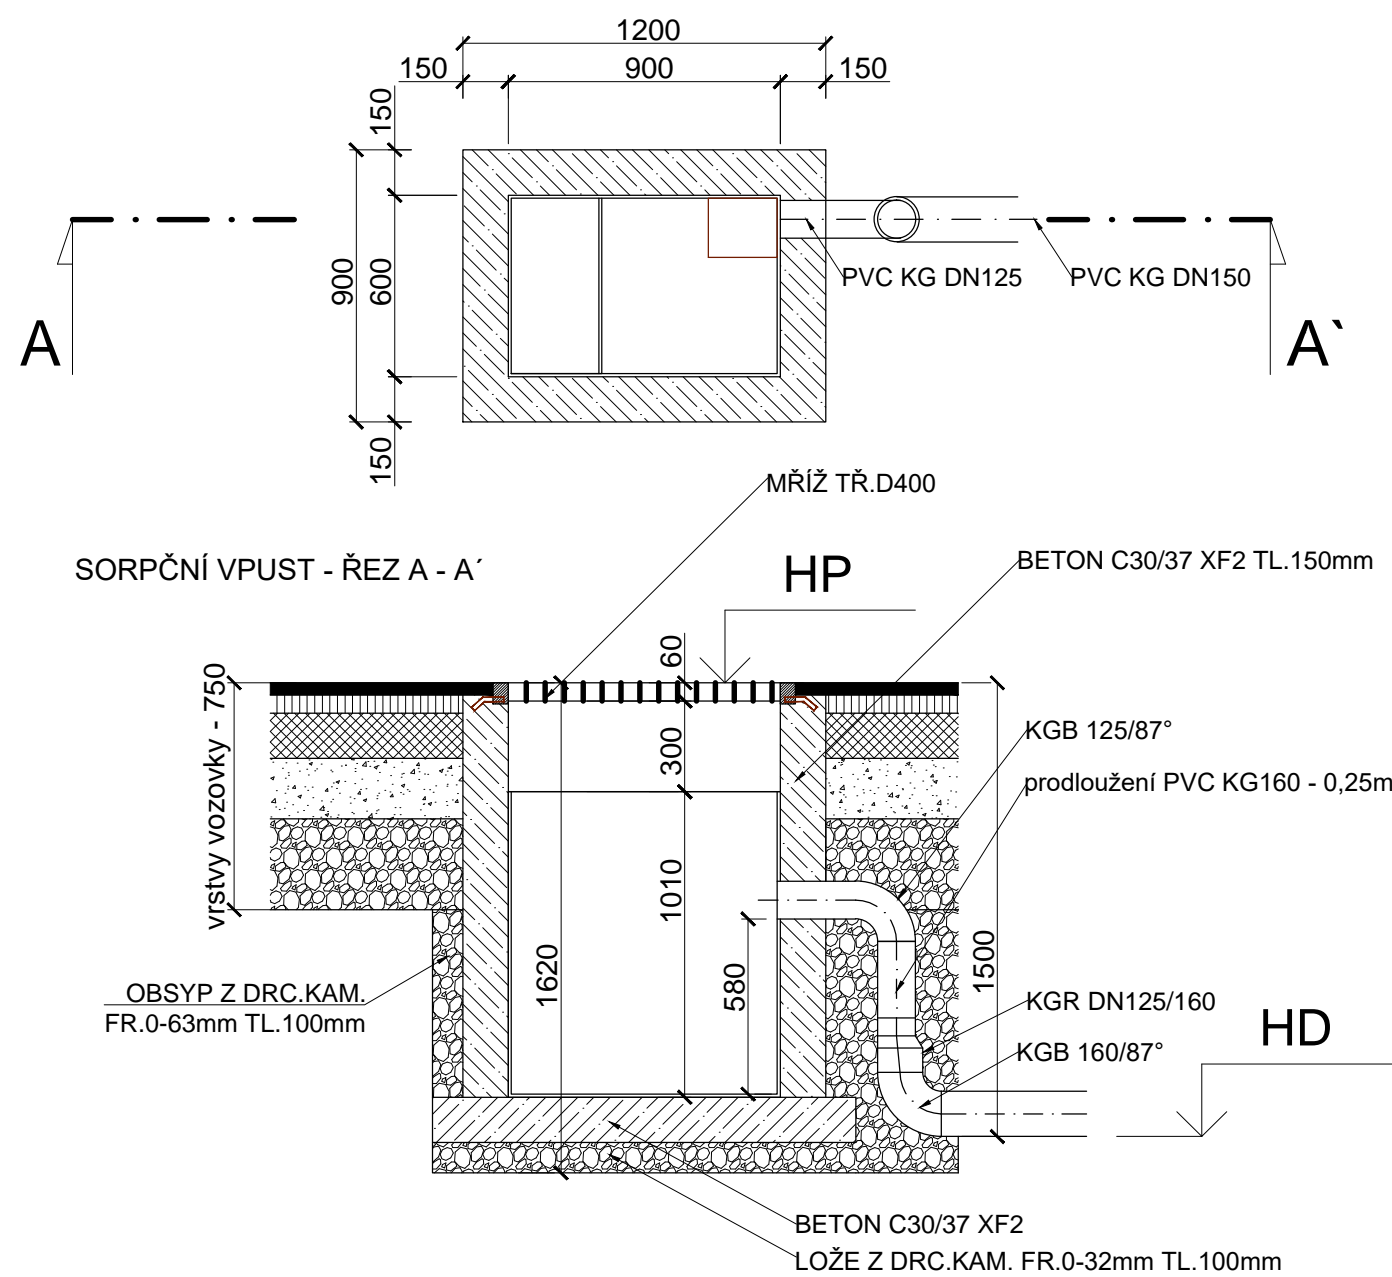 1200
150
900
150
150
900
600
150
PVC KG DN125
PVC KG DN150
A
A`
MŘÍŽ TŘ.D400
SORPČNÍ VPUST - ŘEZ A - A´
HP
BETON C30/37 XF2 TL.150mm
vrstvy vozovky - 750
60
300
1010
1620
580
1500
KGB 125/87°
prodloužení PVC KG160 - 0,25m
OBSYP Z DRC.KAM.
FR.0-63mm TL.100mm
KGR DN125/160
KGB 160/87°
HD
BETON C30/37 XF2
LOŽE Z DRC.KAM. FR.0-32mm TL.100mm